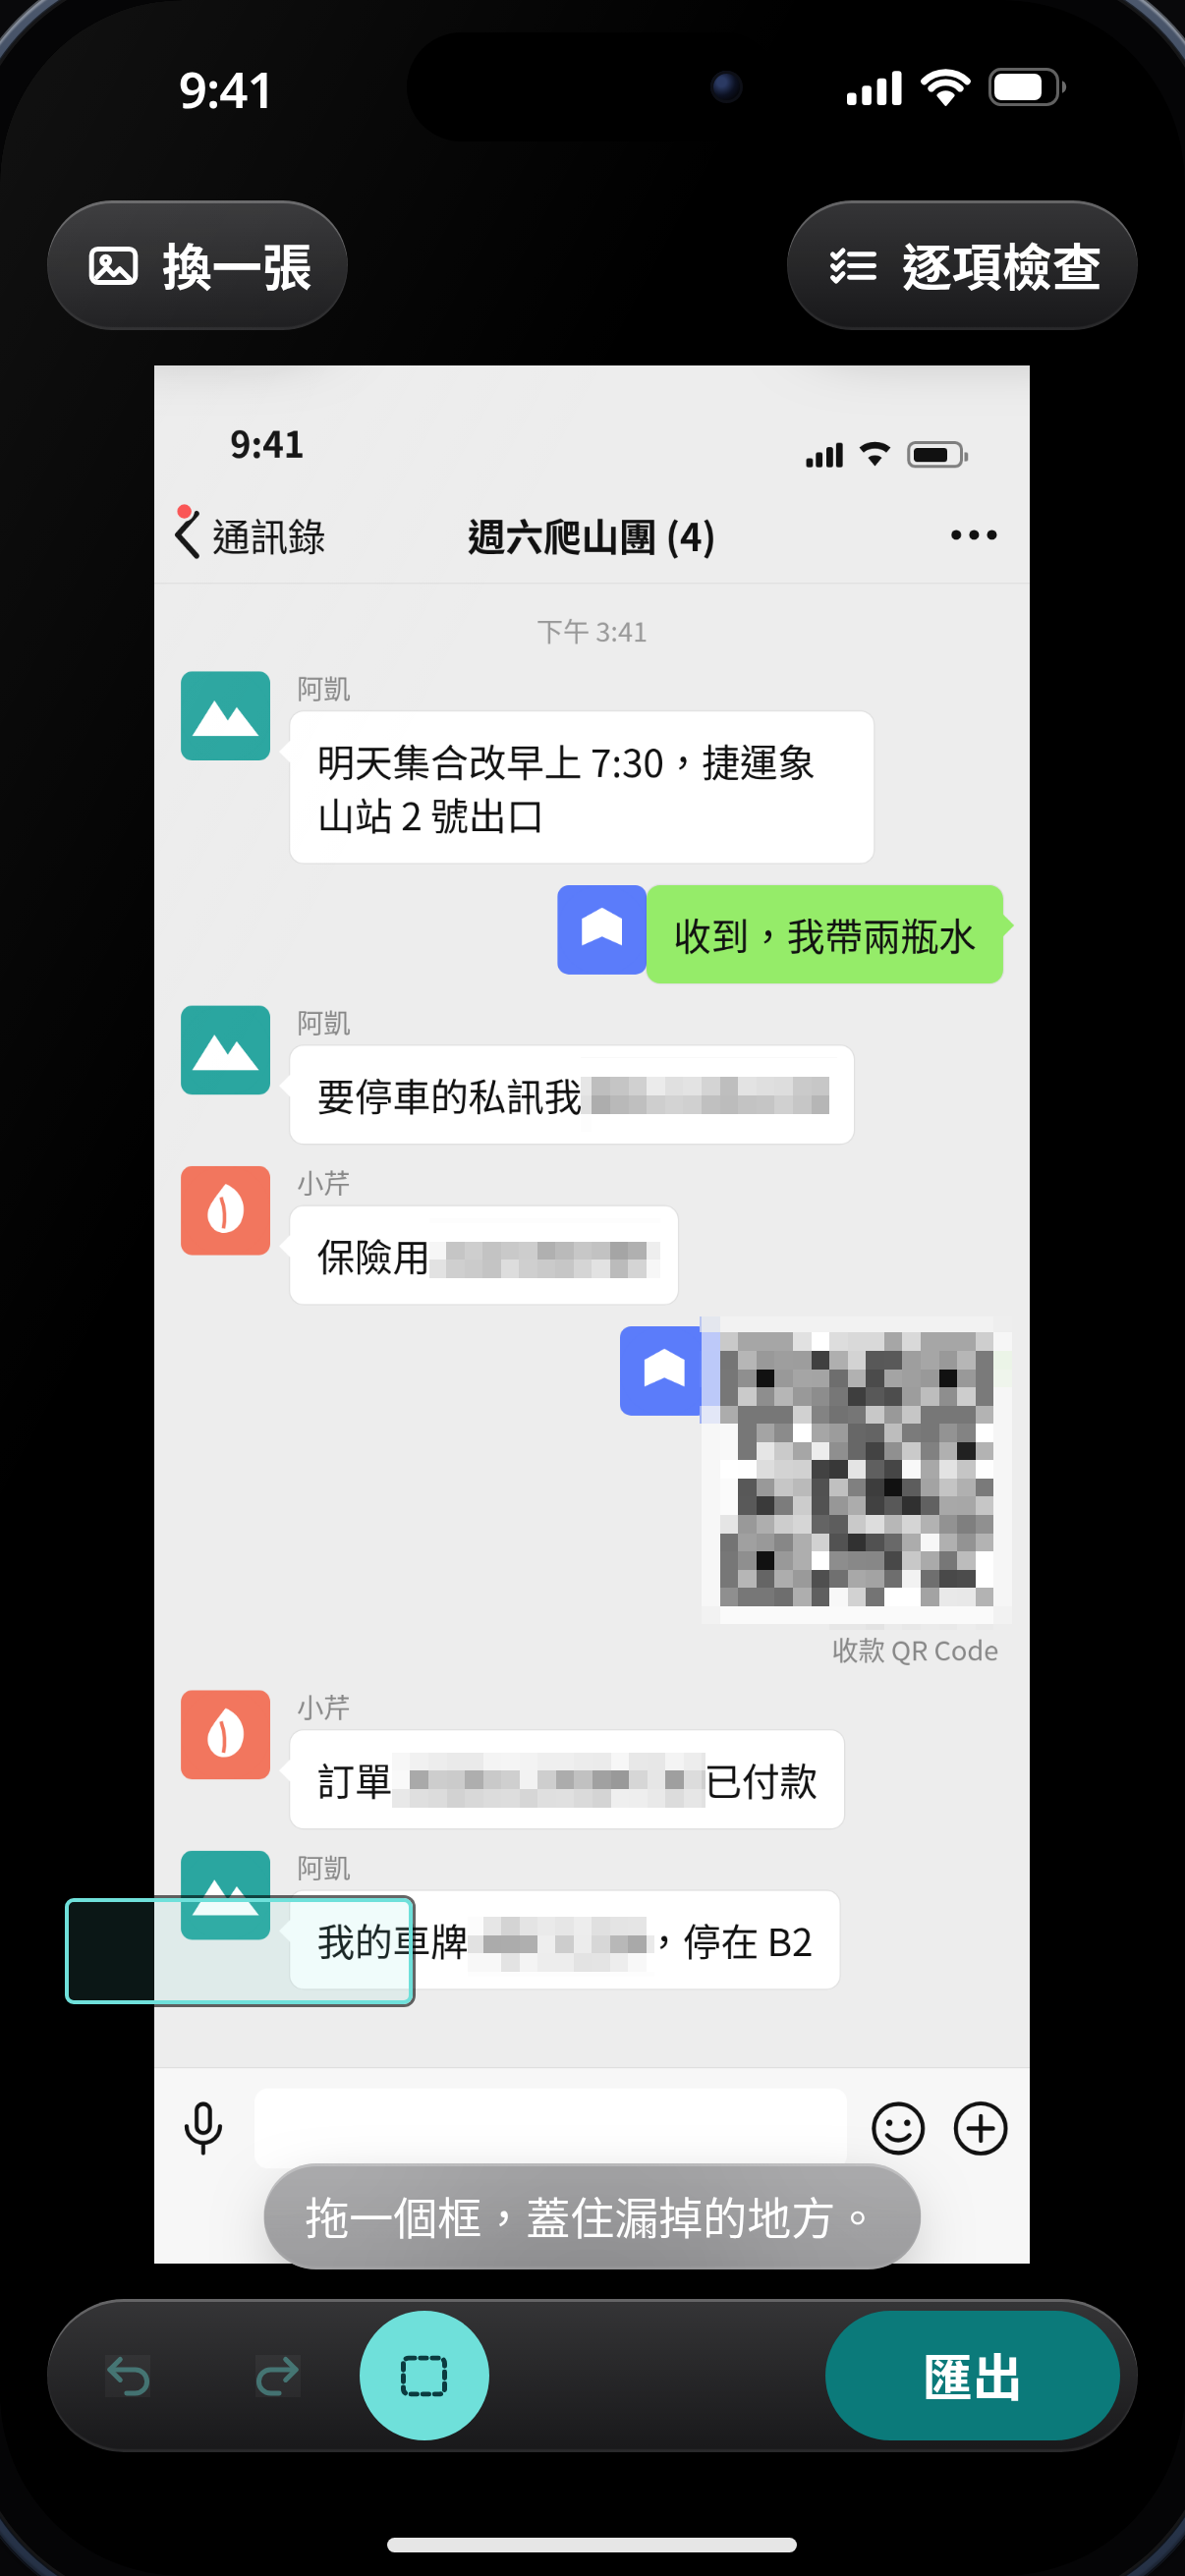 9:41
換一張
逐項檢查
9:41
通訊錄
週六爬山團 (4)
下午 3:41
阿凱
明天集合改早上 7:30，捷運象
山站 2 號出口
收到，我帶兩瓶水
阿凱
要停車的私訊我
小芹
保險用
收款 QR Code
小芹
訂單 已付款
阿凱
我的車牌 ，停在 B2
拖一個框，蓋住漏掉的地方。
匯出